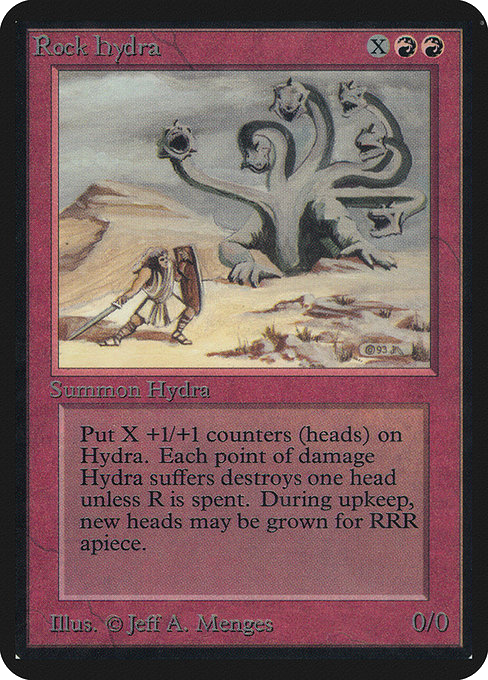 Rock Hydra X R R
©93 JM
Summon Hydra
Put X +1/+1 counters (heads) on
Hydra. Each point of damage
Hydra suffers destroys one head
unless R is spent. During upkeep,
new heads may be grown for RRR
apiece.
Illus. © Jeff A. Menges 0/0